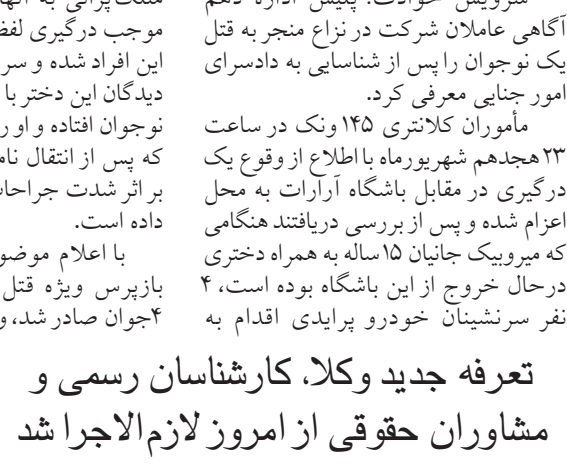 سرویس حوادث: پلیس اداره دهم
آگاهی عاملان شرکت در نزاع منجر به قتل
یک نوجوان را پس از شناسایی به دادسرای
امور جنایی معرفی کرد.
مأموران کلانتری ۱۴۵ ونک در ساعت
۲۳ هجدهم شهریورماه با اطلاع از وقوع یک
درگیری در مقابل باشگاه آرارات به محل
اعزام شده و پس از بررسی دریافتند هنگامی
که میروبیک جانیان ۱۵ساله به همراه دختری
درحال خروج از این باشگاه بوده است، ۴
نفر سرنشینان خودرو پرایدی اقدام به
متلک‌پرانی به آنها
موجب درگیری لفظ
این افراد شده و سر
دیدگان این دختر با
نوجوان افتاده و او ر
که پس از انتقال نام
بر اثر شدت جراحا
داده است.
با اعلام موضو
بازپرس ویژه قتل
۴جوان صادر شد، و
تعرفه جدید وکلا، کارشناسان رسمی و
مشاوران حقوقی از امروز لازم‌الاجرا شد